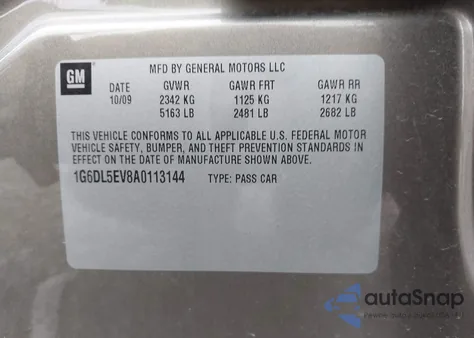 GM
MFD BY GENERAL MOTORS LLC
DATE GVWR GAWR FRT GAWR RR
10/09 2342 KG 1125 KG 1217 KG
5163 LB 2481 LB 2682 LB
THIS VEHICLE CONFORMS TO ALL APPLICABLE U.S. FEDERAL MOTOR
VEHICLE SAFETY, BUMPER, AND THEFT PREVENTION STANDARDS IN
EFFECT ON THE DATE OF MANUFACTURE SHOWN ABOVE.
1G6DL5EV8A0113144 TYPE: PASS CAR
autoSnap